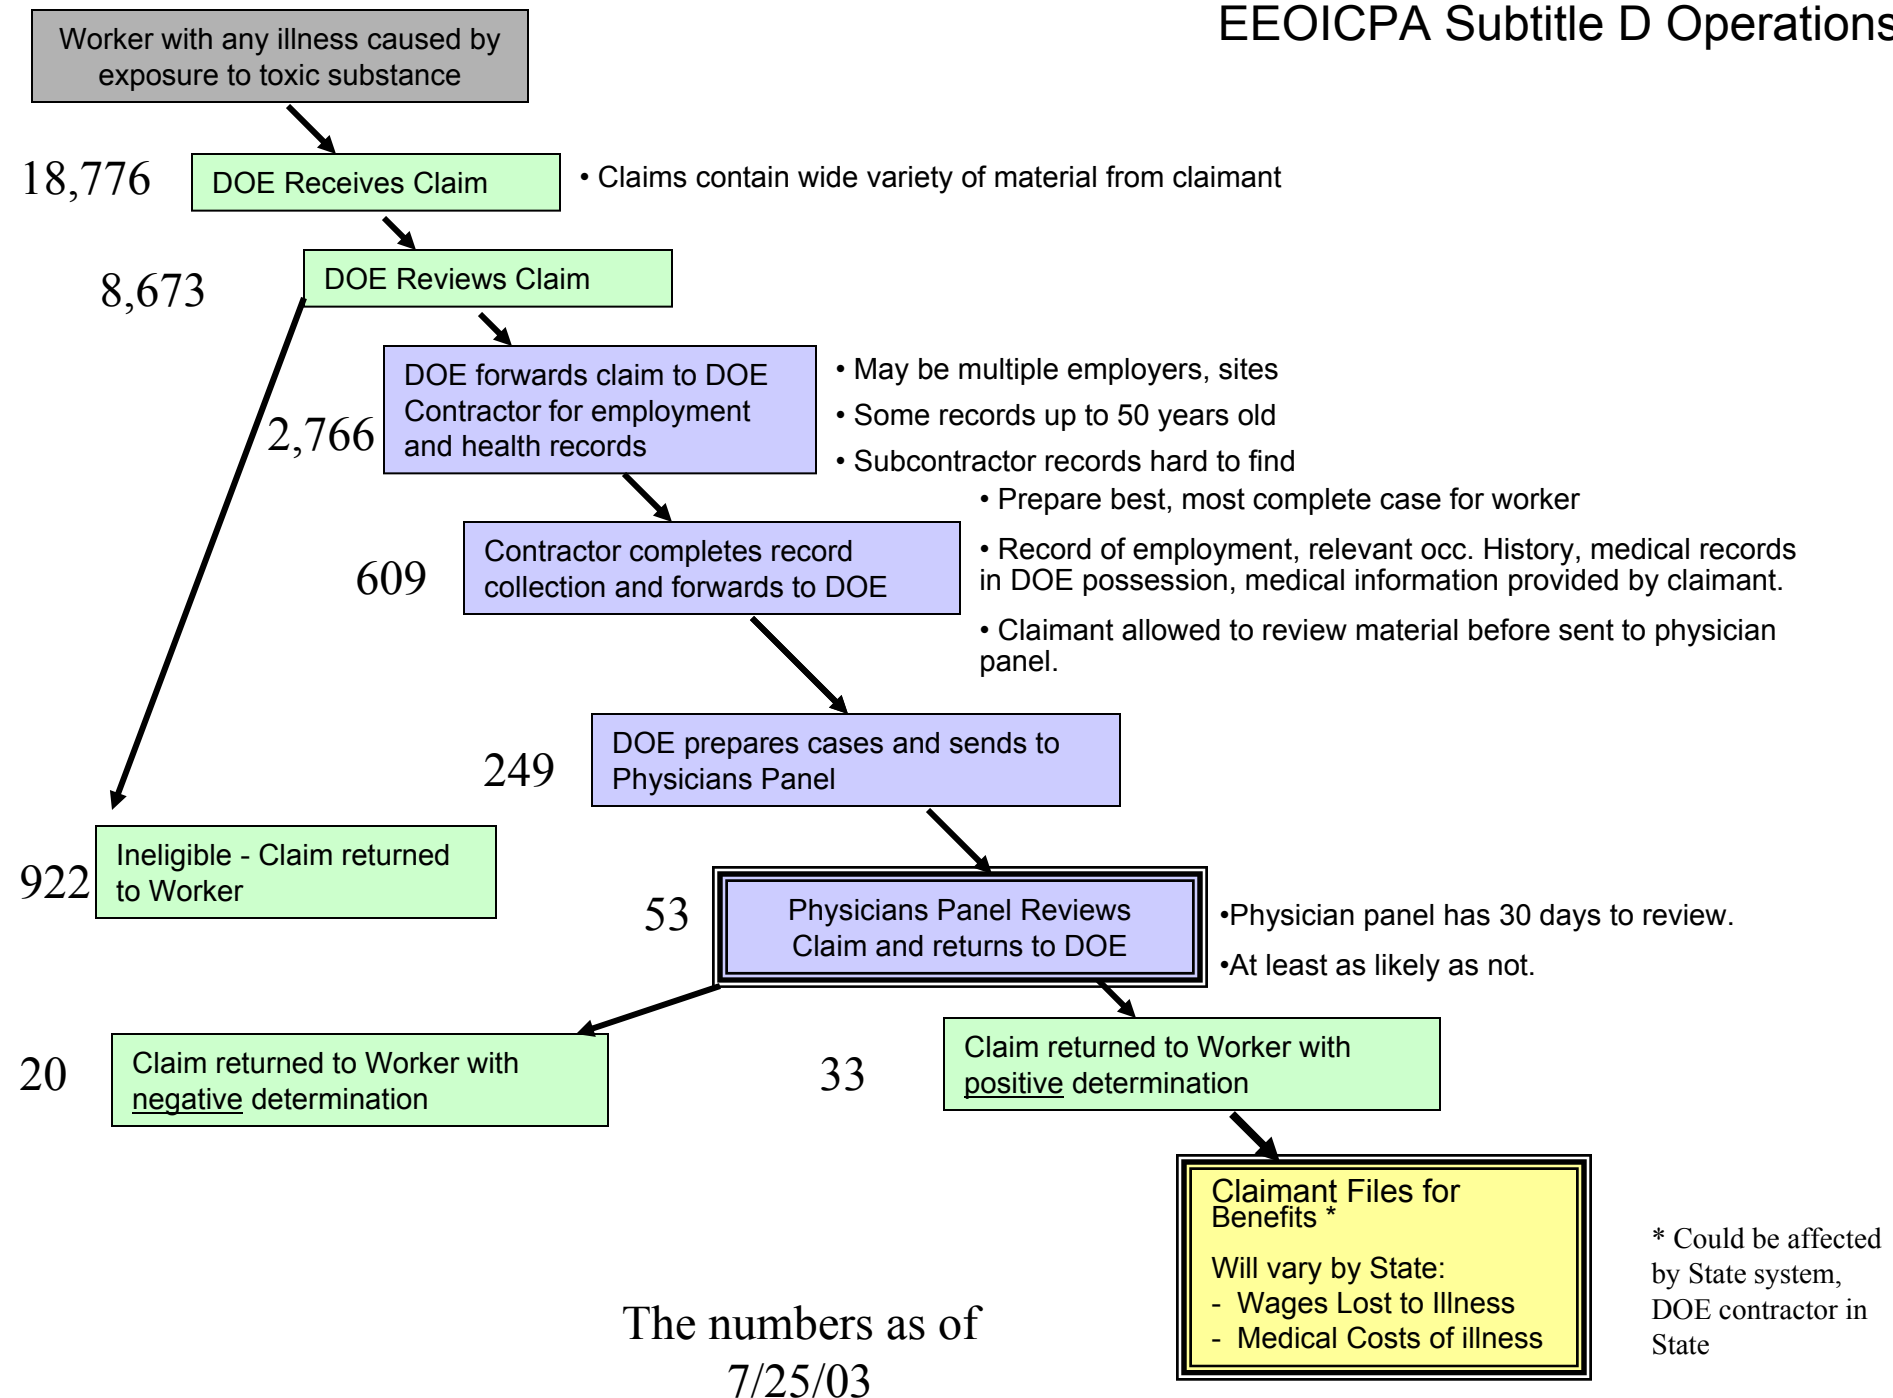 EEOICPA Subtitle D Operations
Worker with any illness caused by
exposure to toxic substance
18,776
DOE Receives Claim
• Claims contain wide variety of material from claimant
8,673
DOE Reviews Claim
2,766
DOE forwards claim to DOE
Contractor for employment
and health records
• May be multiple employers, sites
• Some records up to 50 years old
• Subcontractor records hard to find
609
Contractor completes record
collection and forwards to DOE
• Prepare best, most complete case for worker
• Record of employment, relevant occ. History, medical records
in DOE possession, medical information provided by claimant.
• Claimant allowed to review material before sent to physician
panel.
249
DOE prepares cases and sends to
Physicians Panel
922
Ineligible - Claim returned
to Worker
53
Physicians Panel Reviews
Claim and returns to DOE
•Physician panel has 30 days to review.
•At least as likely as not.
20
Claim returned to Worker with
negative determination
33
Claim returned to Worker with
positive determination
Claimant Files for
Benefits *
Will vary by State:
- Wages Lost to Illness
- Medical Costs of illness
* Could be affected
by State system,
DOE contractor in
State
The numbers as of
7/25/03